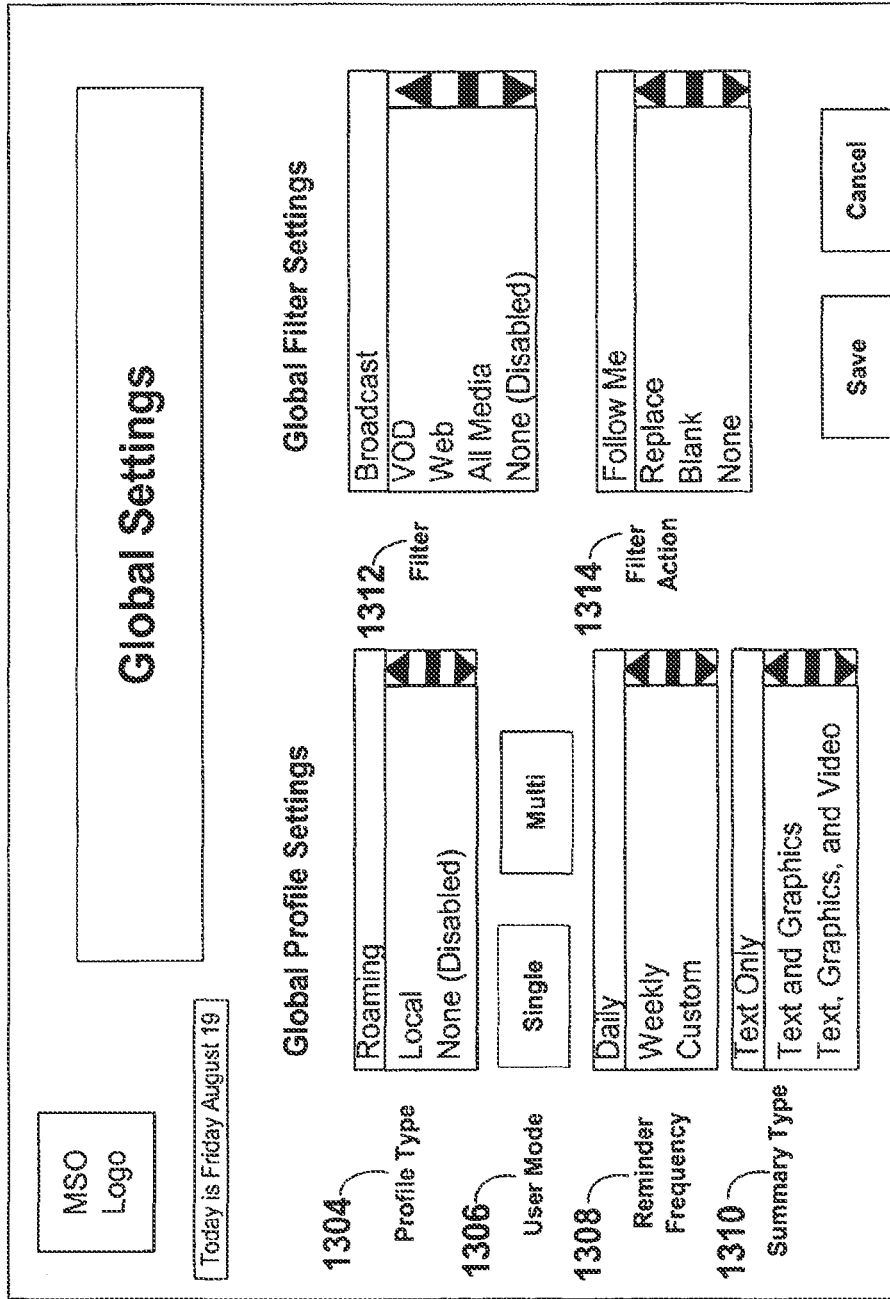 MSO
Logo
Global Settings
Today is Friday August 19
Global Profile Settings
1304
Profile Type
Roaming
Local
None (Disabled)
1306
User Mode
Single
Multi
1308
Reminder
Frequency
Daily
Weekly
Custom
1310
Summary Type
Text Only
Text and Graphics
Text, Graphics, and Video
Global Filter Settings
1312
Filter
Broadcast
VOD
Web
All Media
None (Disabled)
1314
Filter
Action
Follow Me
Replace
Blank
None
Save
Cancel